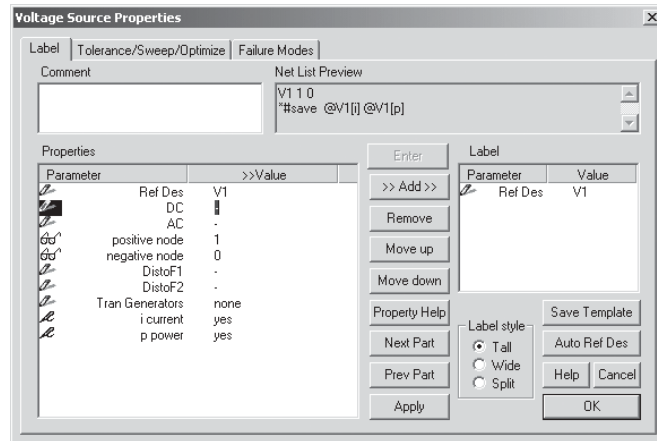 Voltage Source Properties
X
Label Tolerance/Sweep/Optimize Failure Modes
Comment
Net List Preview
V1 1 0
*#save @V1[i] @V1[p]
Properties
Parameter >>Value
Ref Des V1
DC -
AC -
positive node 1
negative node 0
DistoF1 -
DistoF2 -
Tran Generators none
i current yes
p power yes
Enter
>> Add >>
Remove
Move up
Move down
Property Help
Next Part
Prev Part
Apply
Label
Parameter Value
Ref Des V1
Label style
Tall
Wide
Split
Save Template
Auto Ref Des
Help Cancel
OK